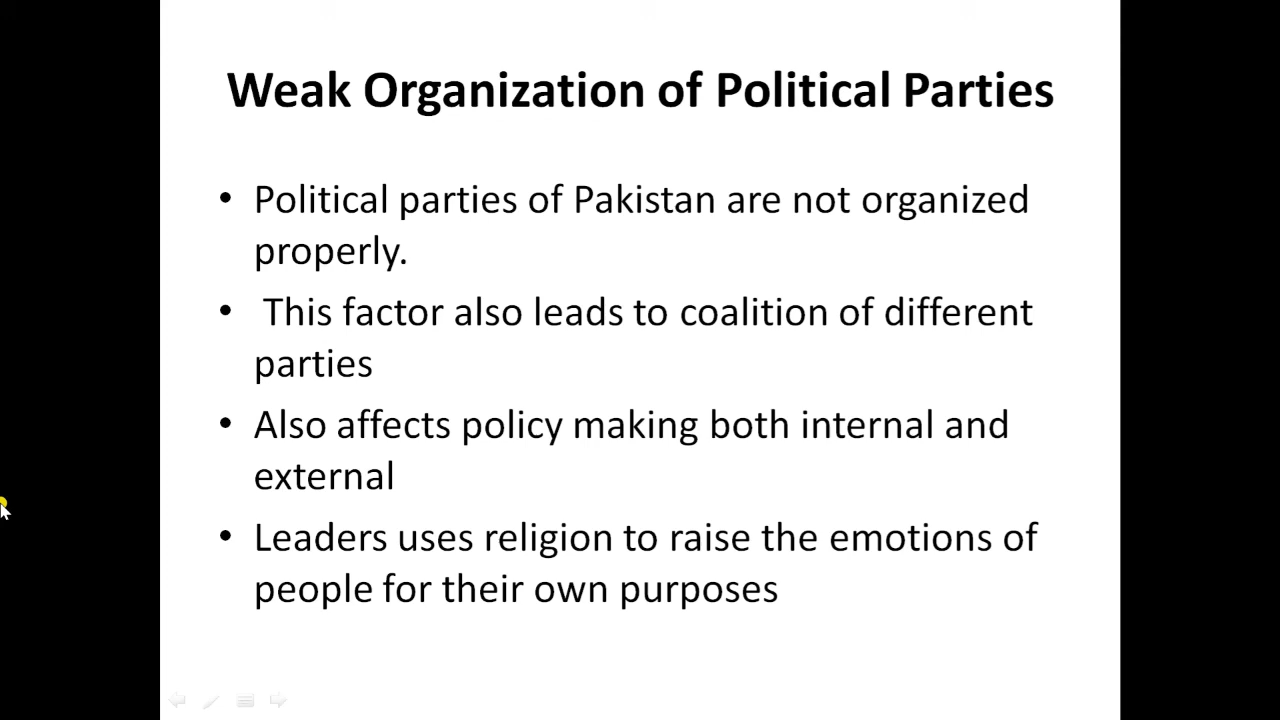 Weak Organization of Political Parties
• Political parties of Pakistan are not organized
properly.
• This factor also leads to coalition of different
parties
• Also affects policy making both internal and
external
• Leaders uses religion to raise the emotions of
people for their own purposes